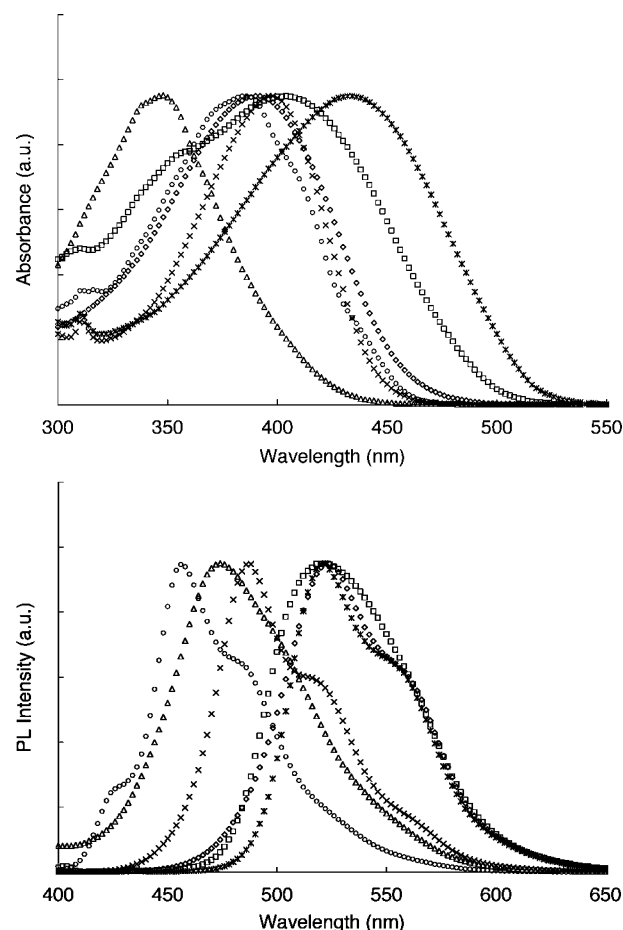 Absorbance (a.u.)
300 350 400 450 500 550
Wavelength (nm)
PL Intensity (a.u.)
400 450 500 550 600 650
Wavelength (nm)